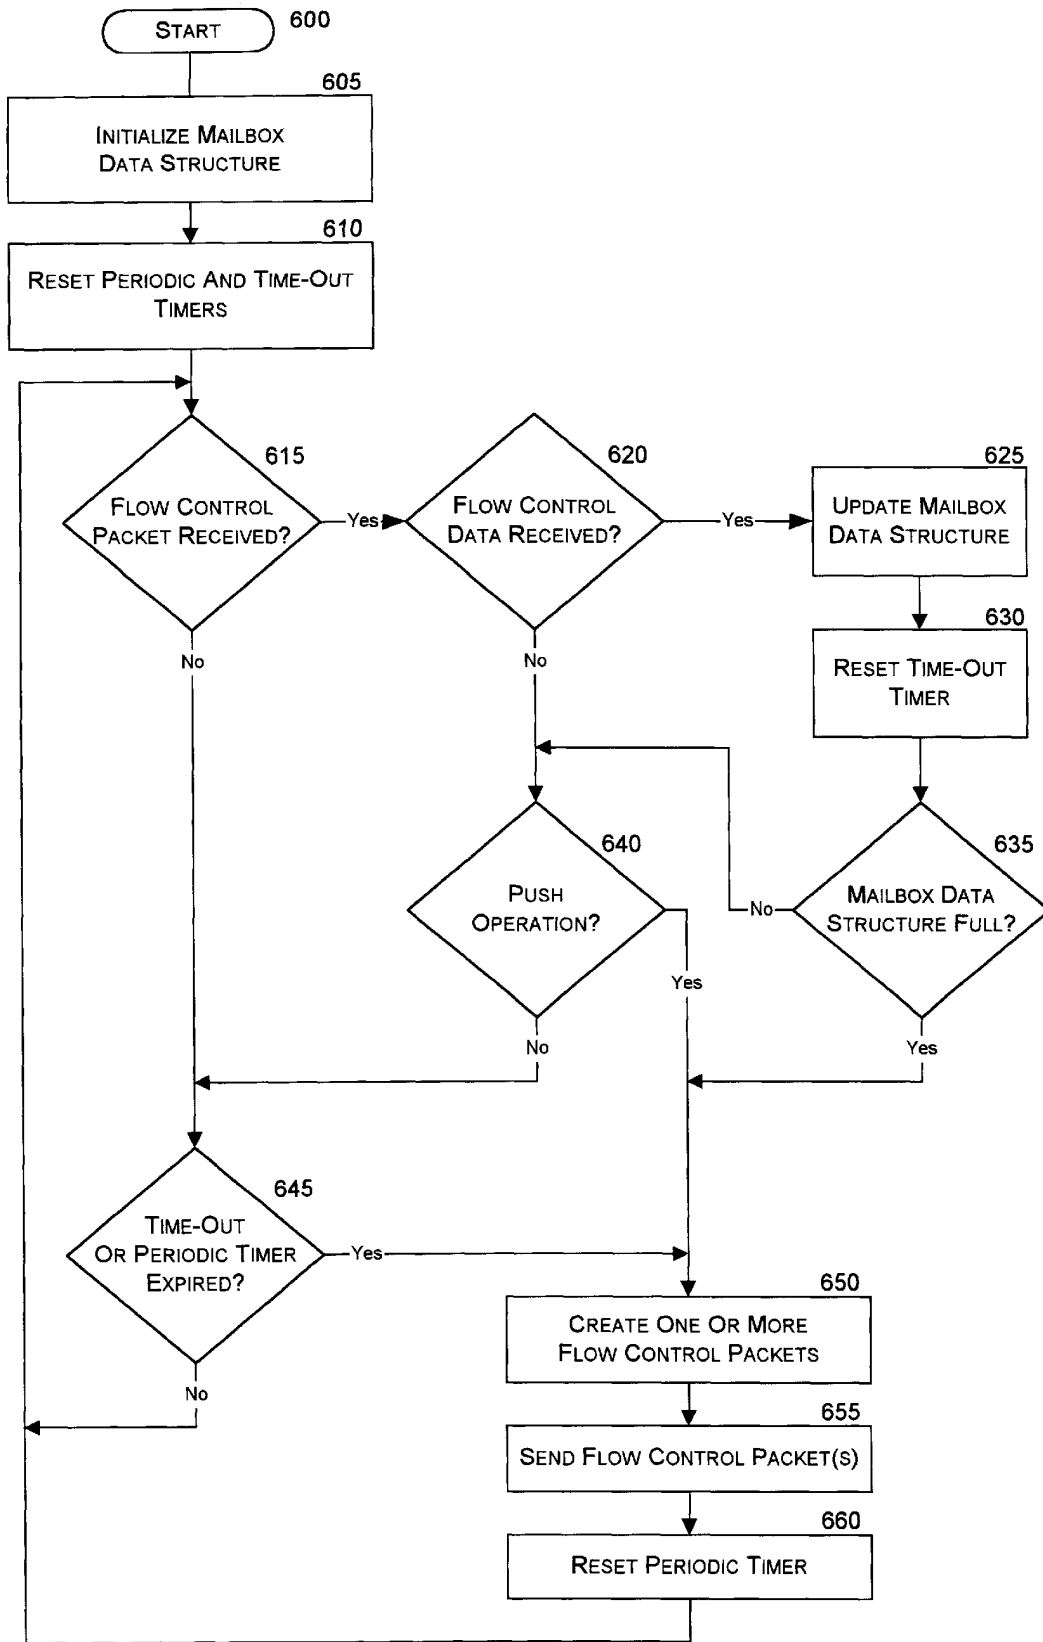 START
600
605
INITIALIZE MAILBOX
DATA STRUCTURE
610
RESET PERIODIC AND TIME-OUT
TIMERS
615
FLOW CONTROL
PACKET RECEIVED?
Yes
No
620
FLOW CONTROL
DATA RECEIVED?
Yes
No
625
UPDATE MAILBOX
DATA STRUCTURE
630
RESET TIME-OUT
TIMER
635
MAILBOX DATA
STRUCTURE FULL?
No
Yes
640
PUSH
OPERATION?
Yes
No
645
TIME-OUT
OR PERIODIC TIMER
EXPIRED?
Yes
No
650
CREATE ONE OR MORE
FLOW CONTROL PACKETS
655
SEND FLOW CONTROL PACKET(S)
660
RESET PERIODIC TIMER